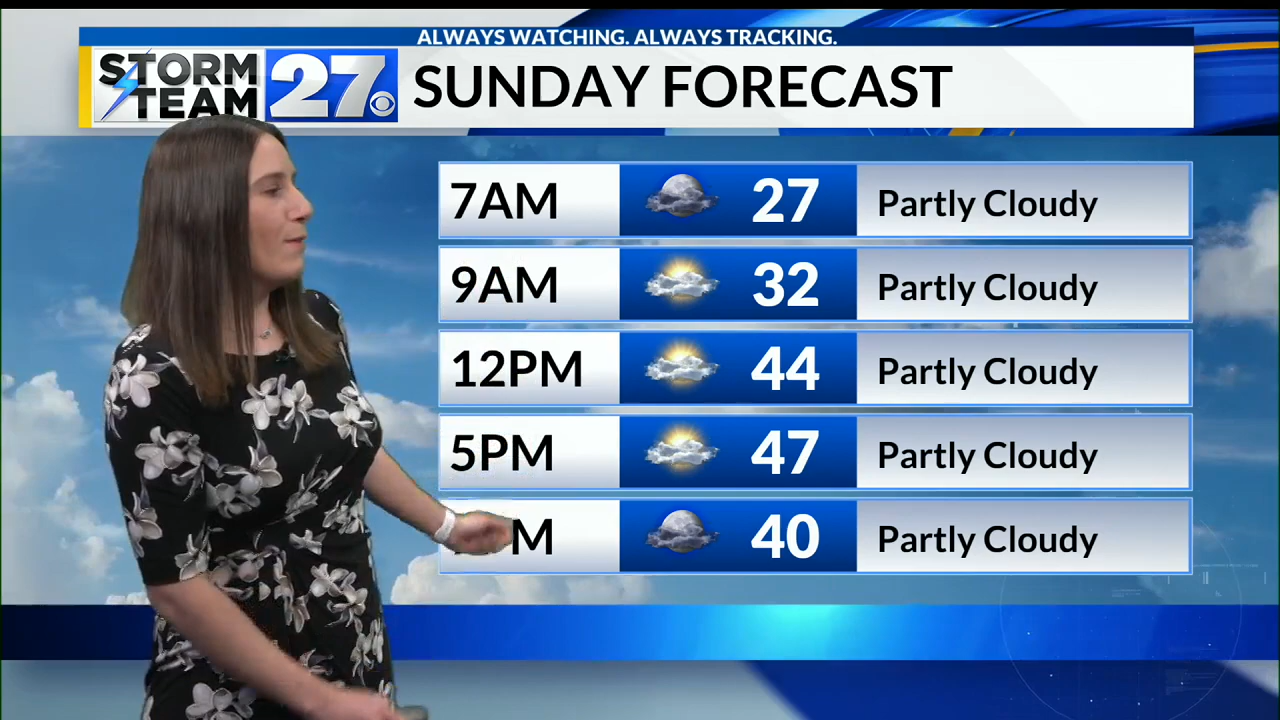 ALWAYS WATCHING. ALWAYS TRACKING.
STORM
TEAM
27
SUNDAY FORECAST
7AM 27 Partly Cloudy
9AM 32 Partly Cloudy
12PM 44 Partly Cloudy
5PM 47 Partly Cloudy
M 40 Partly Cloudy